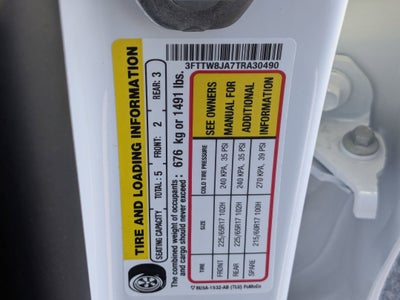 3FTTW8JA7TRA30490
TIRE AND LOADING INFORMATION
SEATING CAPACITY TOTAL: 5 FRONT: 2 REAR: 3
The combined weight of occupants
and cargo should never exceed : 676 kg or 1491 lbs.
TIRE SIZE COLD TIRE PRESSURE
FRONT 225/65R17 102H 240 KPA, 35 PSI
REAR 225/65R17 102H 240 KPA, 35 PSI
SPARE 215/60R17 100H 270 KPA, 39 PSI
SEE OWNERS
MANUAL FOR
ADDITIONAL
INFORMATION